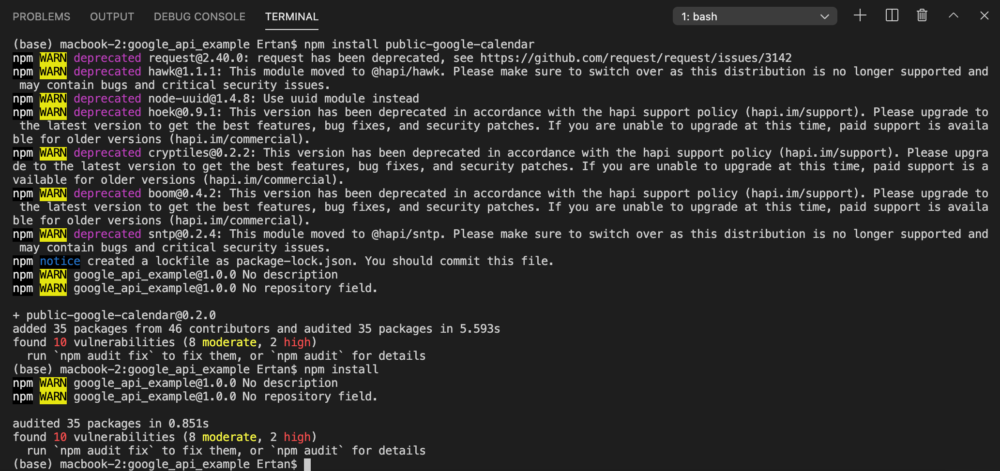 PROBLEMS OUTPUT DEBUG CONSOLE TERMINAL 1: bash
(base) macbook-2:google_api_example Ertan$ npm install public-google-calendar
npm WARN deprecated request@2.40.0: request has been deprecated, see https://github.com/request/request/issues/3142
npm WARN deprecated hawk@1.1.1: This module moved to @hapi/hawk. Please make sure to switch over as this distribution is no longer supported and
 may contain bugs and critical security issues.
npm WARN deprecated node-uuid@1.4.8: Use uuid module instead
npm WARN deprecated hoek@0.9.1: This version has been deprecated in accordance with the hapi support policy (hapi.im/support). Please upgrade to
 the latest version to get the best features, bug fixes, and security patches. If you are unable to upgrade at this time, paid support is availa
ble for older versions (hapi.im/commercial).
npm WARN deprecated cryptiles@0.2.2: This version has been deprecated in accordance with the hapi support policy (hapi.im/support). Please upgra
de to the latest version to get the best features, bug fixes, and security patches. If you are unable to upgrade at this time, paid support is a
vailable for older versions (hapi.im/commercial).
npm WARN deprecated boom@0.4.2: This version has been deprecated in accordance with the hapi support policy (hapi.im/support). Please upgrade to
 the latest version to get the best features, bug fixes, and security patches. If you are unable to upgrade at this time, paid support is availa
ble for older versions (hapi.im/commercial).
npm WARN deprecated sntp@0.2.4: This module moved to @hapi/sntp. Please make sure to switch over as this distribution is no longer supported and
 may contain bugs and critical security issues.
npm notice created a lockfile as package-lock.json. You should commit this file.
npm WARN google_api_example@1.0.0 No description
npm WARN google_api_example@1.0.0 No repository field.

+ public-google-calendar@0.2.0
added 35 packages from 46 contributors and audited 35 packages in 5.593s
found 10 vulnerabilities (8 moderate, 2 high)
  run `npm audit fix` to fix them, or `npm audit` for details
(base) macbook-2:google_api_example Ertan$ npm install
npm WARN google_api_example@1.0.0 No description
npm WARN google_api_example@1.0.0 No repository field.

audited 35 packages in 0.851s
found 10 vulnerabilities (8 moderate, 2 high)
  run `npm audit fix` to fix them, or `npm audit` for details
(base) macbook-2:google_api_example Ertan$